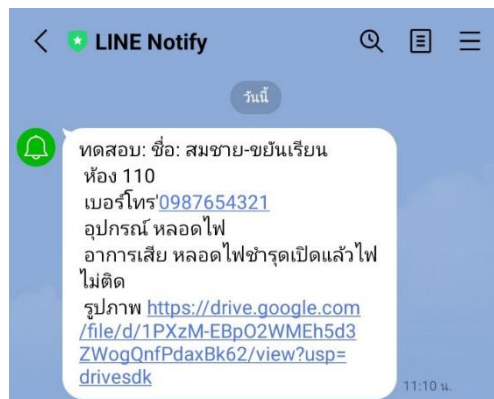 LINE Notify
วันนี้
ทดสอบ: ชื่อ: สมชาย-ขยันเรียน
ห้อง 110
เบอร์โทร'0987654321
อุปกรณ์ หลอดไฟ
อาการเสีย หลอดไฟชำรุดเปิดแล้วไฟ
ไม่ติด
รูปภาพ https://drive.google.com
/file/d/1PXzM-EBpO2WMEh5d3
ZWogQnfPdaxBk62/view?usp=
drivesdk
11:10 น.